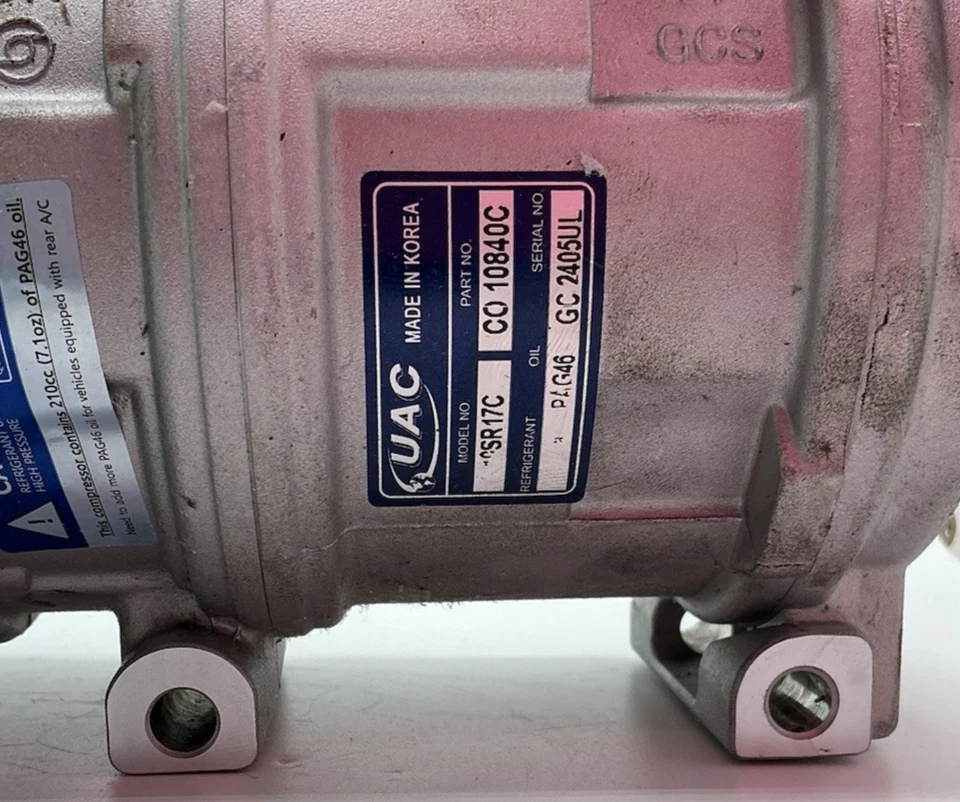 GCS
UAC MADE IN KOREA
MODEL NO. PART NO.
CO 10840C
REFRIGERANT OIL SERIAL NO.
PAG46 GC 2405UL
REFRIGERANT
HIGH PRESSURE
This compressor contains 210cc (7.1oz) of PAG46 oil.
Need to add more PAG46 oil for vehicles equipped with rear A/C